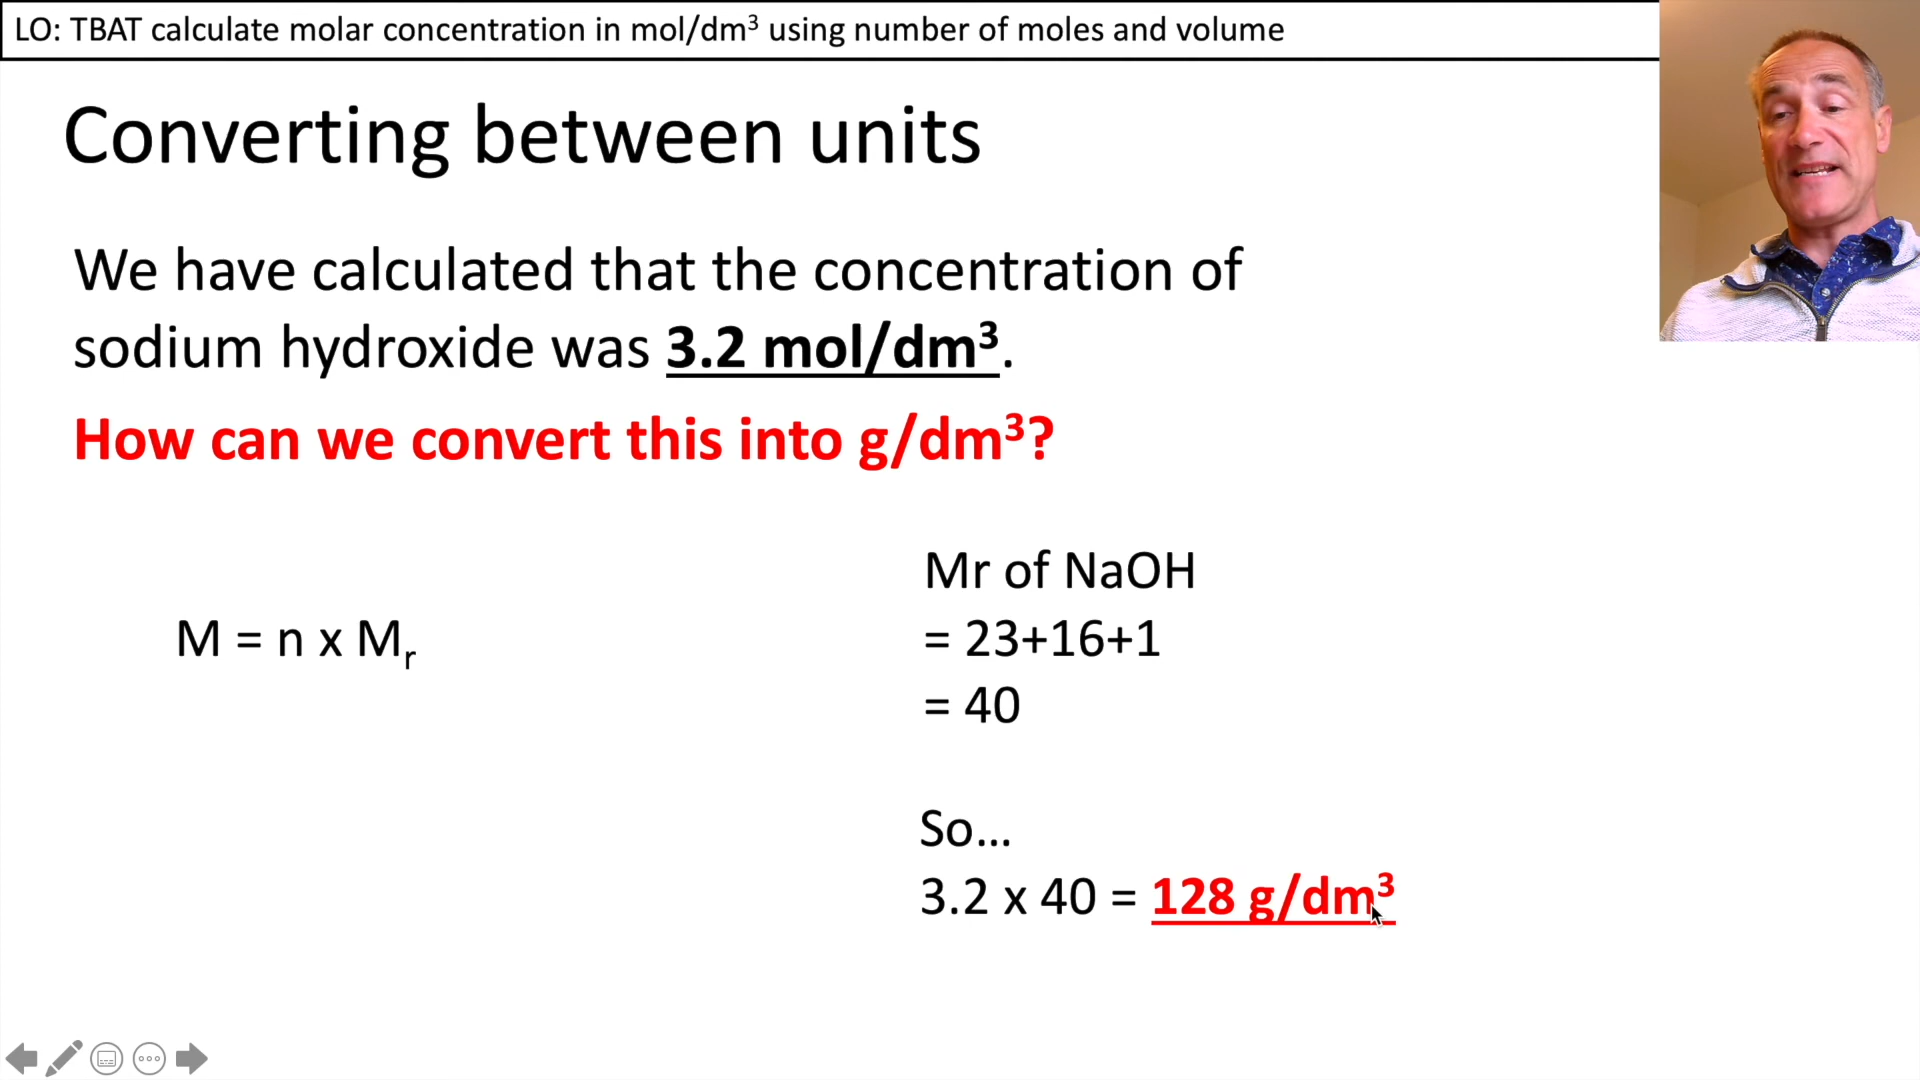 LO: TBAT calculate molar concentration in mol/dm³ using number of moles and volume
Converting between units
We have calculated that the concentration of
sodium hydroxide was 3.2 mol/dm³.
How can we convert this into g/dm³?
M = n x Mᵣ
Mr of NaOH
= 23+16+1
= 40
So...
3.2 x 40 = 128 g/dm³